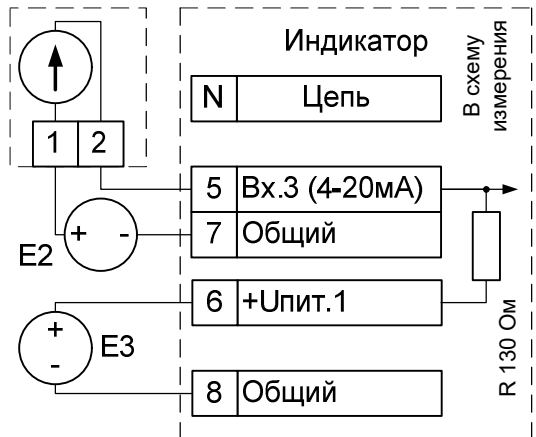 Индикатор
В схему
измерения
N Цепь
1 2
5 Вх.3 (4-20мА)
+ - 7 Общий
E2
6 +Uпит.1
+
- E3
R 130 Ом
8 Общий